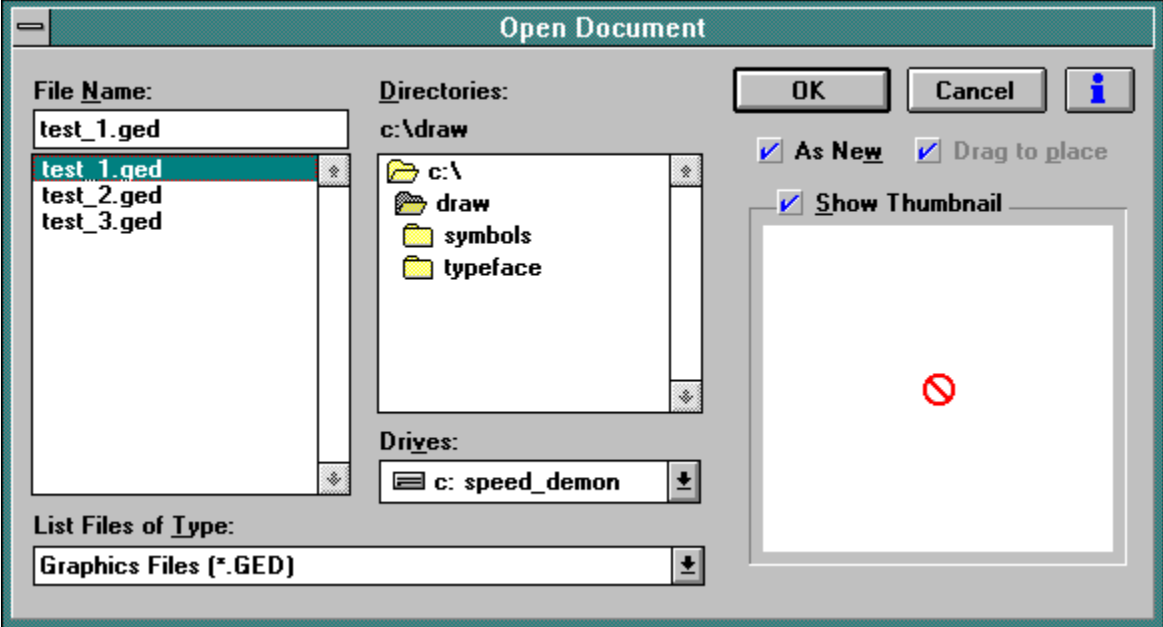 Open Document
File Name:
test_1.ged
test_1.ged
test_2.ged
test_3.ged
List Files of Type:
Graphics Files (*.GED)
Directories:
c:\draw
c:\
draw
symbols
typeface
Drives:
c: speed_demon
OK
Cancel
i
As New
Drag to place
Show Thumbnail